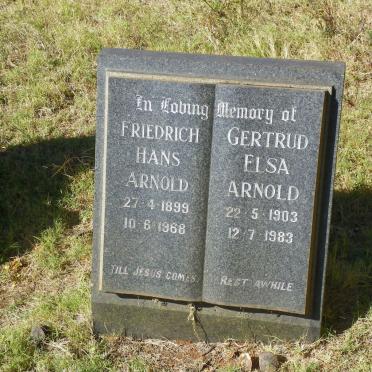 In Loving Memory of
FRIEDRICH
HANS
ARNOLD
27·4·1899
10·6·1968
TILL JESUS COMES
GERTRUD
ELSA
ARNOLD
22·5·1903
12·7·1983
REST AWHILE